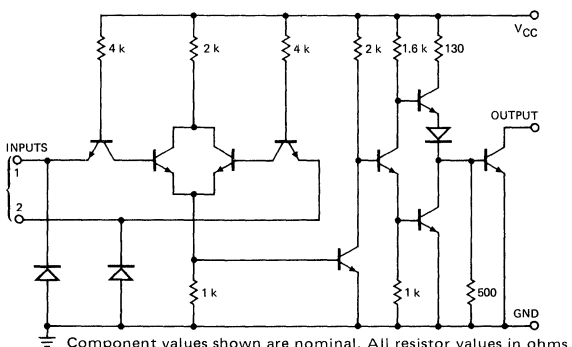 VCC
4 k
2 k
4 k
2 k
1.6 k
130
OUTPUT
INPUTS
1
2
1 k
1 k
500
GND
Component values shown are nominal. All resistor values in ohms